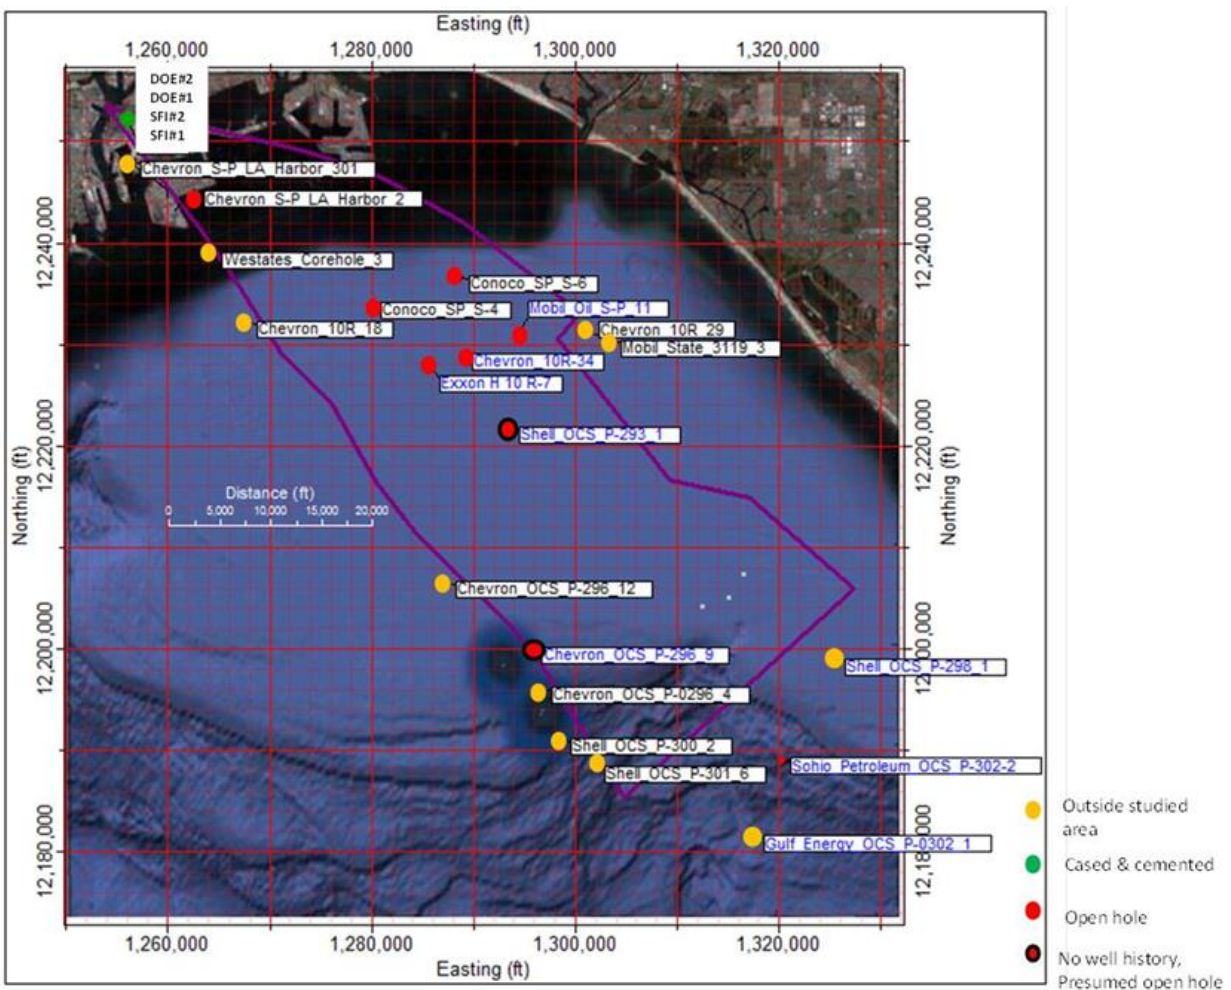 Easting (ft)
1,260,000
1,280,000
1,300,000
1,320,000
DOE#2
DOE#1
SFI#2
SFI#1
Chevron_S-P_LA_Harbor_301
Chevron_S-P_LA_Harbor_2
12,240,000
12,240,000
Westates_Corehole_3
Conoco_SP_S-6
Conoco_SP_S-4
Mobil_Oil_S-P_11
Chevron_10R_18
Chevron_10R_29
Mobil_State_3119_3
Chevron_10R-34
Exxon H 10 R-7
Shell_OCS_P-293_1
12,220,000
12,220,000
Northing (ft)
Northing (ft)
Distance (ft)
0 5,000 10,000 15,000 20,000
Chevron_OCS_P-296_12
12,200,000
12,200,000
Chevron_OCS_P-296_9
Shell_OCS_P-298_1
Chevron_OCS_P-0296_4
Shell_OCS_P-300_2
Shell_OCS_P-301_6
Sohio_Petroleum_OCS_P-302-2
12,180,000
12,180,000
Gulf_Energy_OCS_P-0302_1
1,260,000
1,280,000
1,300,000
1,320,000
Easting (ft)
Outside studied
area
Cased & cemented
Open hole
No well history,
Presumed open hole